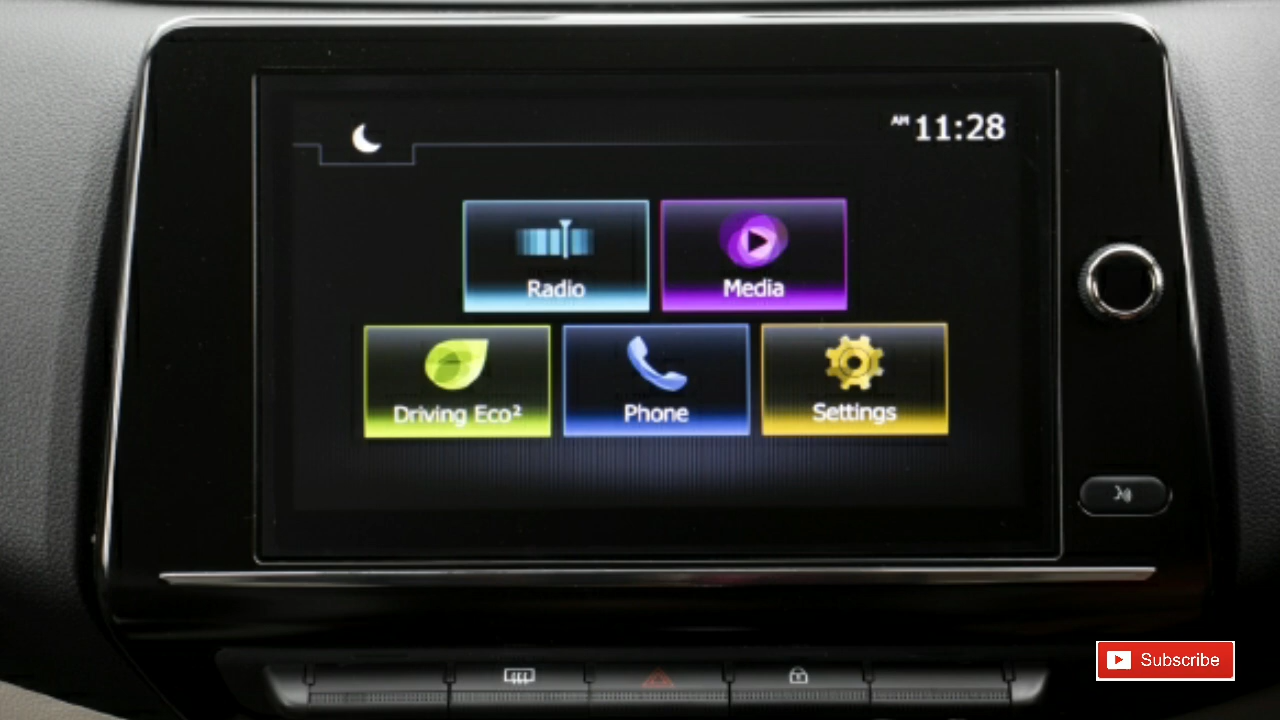 AM 11:28
Radio
Media
Driving Eco²
Phone
Settings
Subscribe